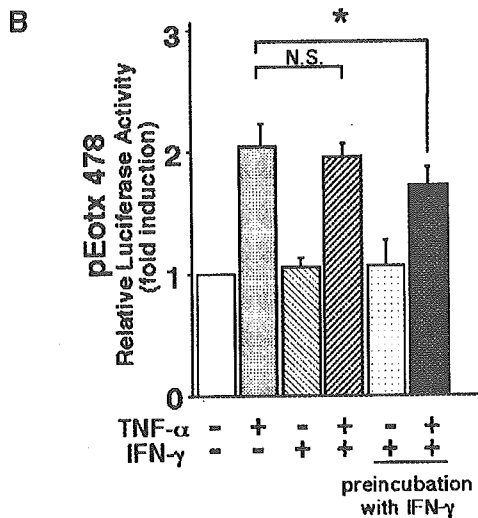 B
pEotx 478
Relative Luciferase Activity
(fold induction)
3
2
1
0
*
N.S.
TNF-α - + - + - +
IFN-γ - - + + + +
preincubation
with IFN-γ